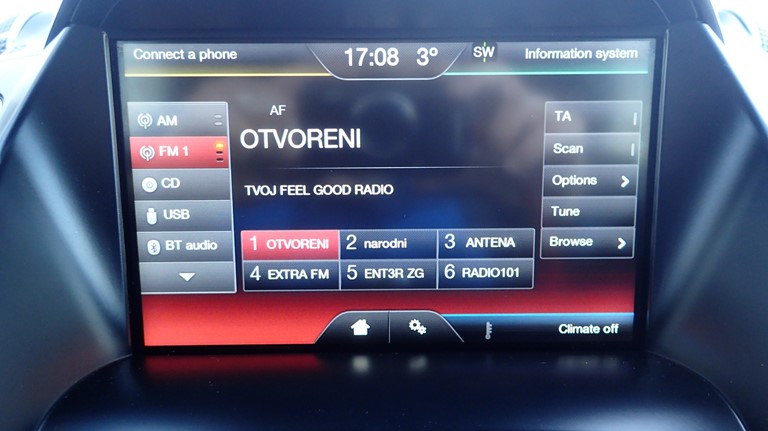 Connect a phone
17:08 3°
SW
Information system
AM
FM 1
CD
USB
BT audio
AF
OTVORENI
TVOJ FEEL GOOD RADIO
1 OTVORENI
2 narodni
3 ANTENA
4 EXTRA FM
5 ENT3R ZG
6 RADIO101
TA
Scan
Options
Tune
Browse
Climate off